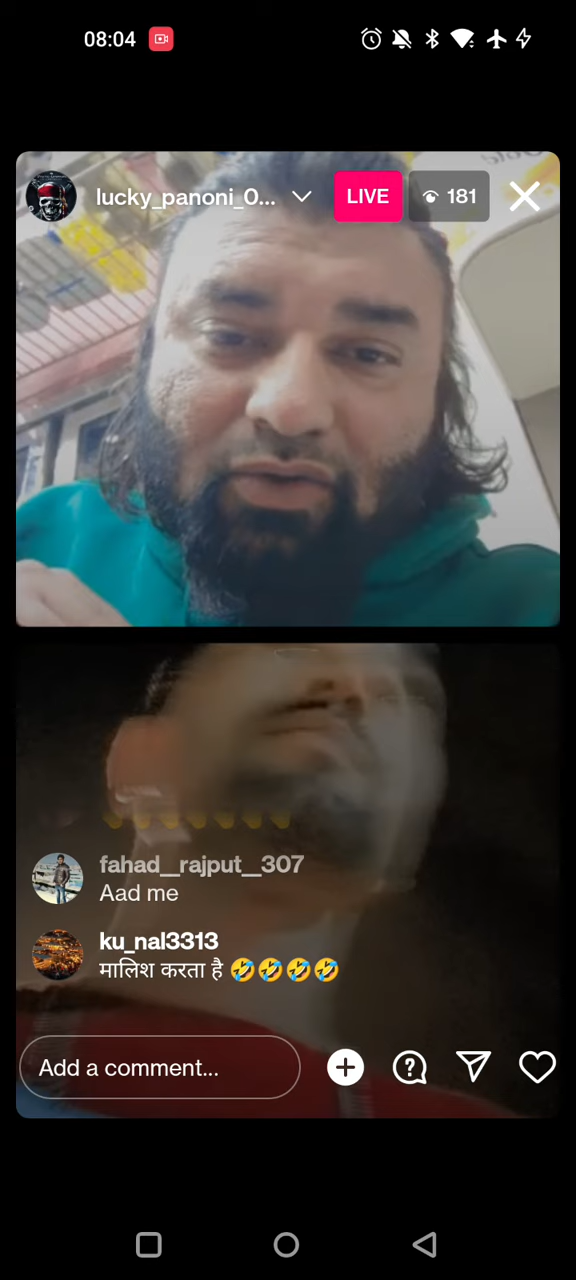 08:04
lucky_panoni_0...
LIVE
181
fahad__rajput__307
Aad me
ku_nal3313
मालिश करता है 🤣🤣🤣🤣
Add a comment...